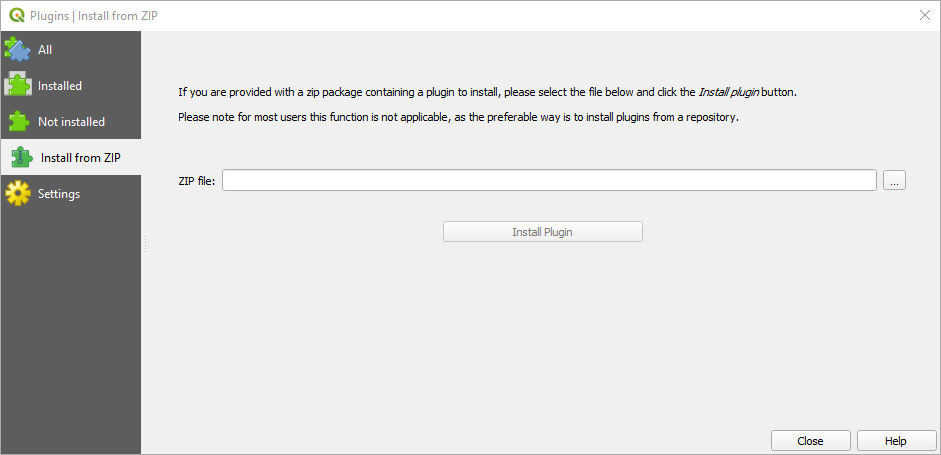 Plugins | Install from ZIP
All
Installed
Not installed
Install from ZIP
Settings
If you are provided with a zip package containing a plugin to install, please select the file below and click the Install plugin button.
Please note for most users this function is not applicable, as the preferable way is to install plugins from a repository.
ZIP file:
...
Install Plugin
Close
Help